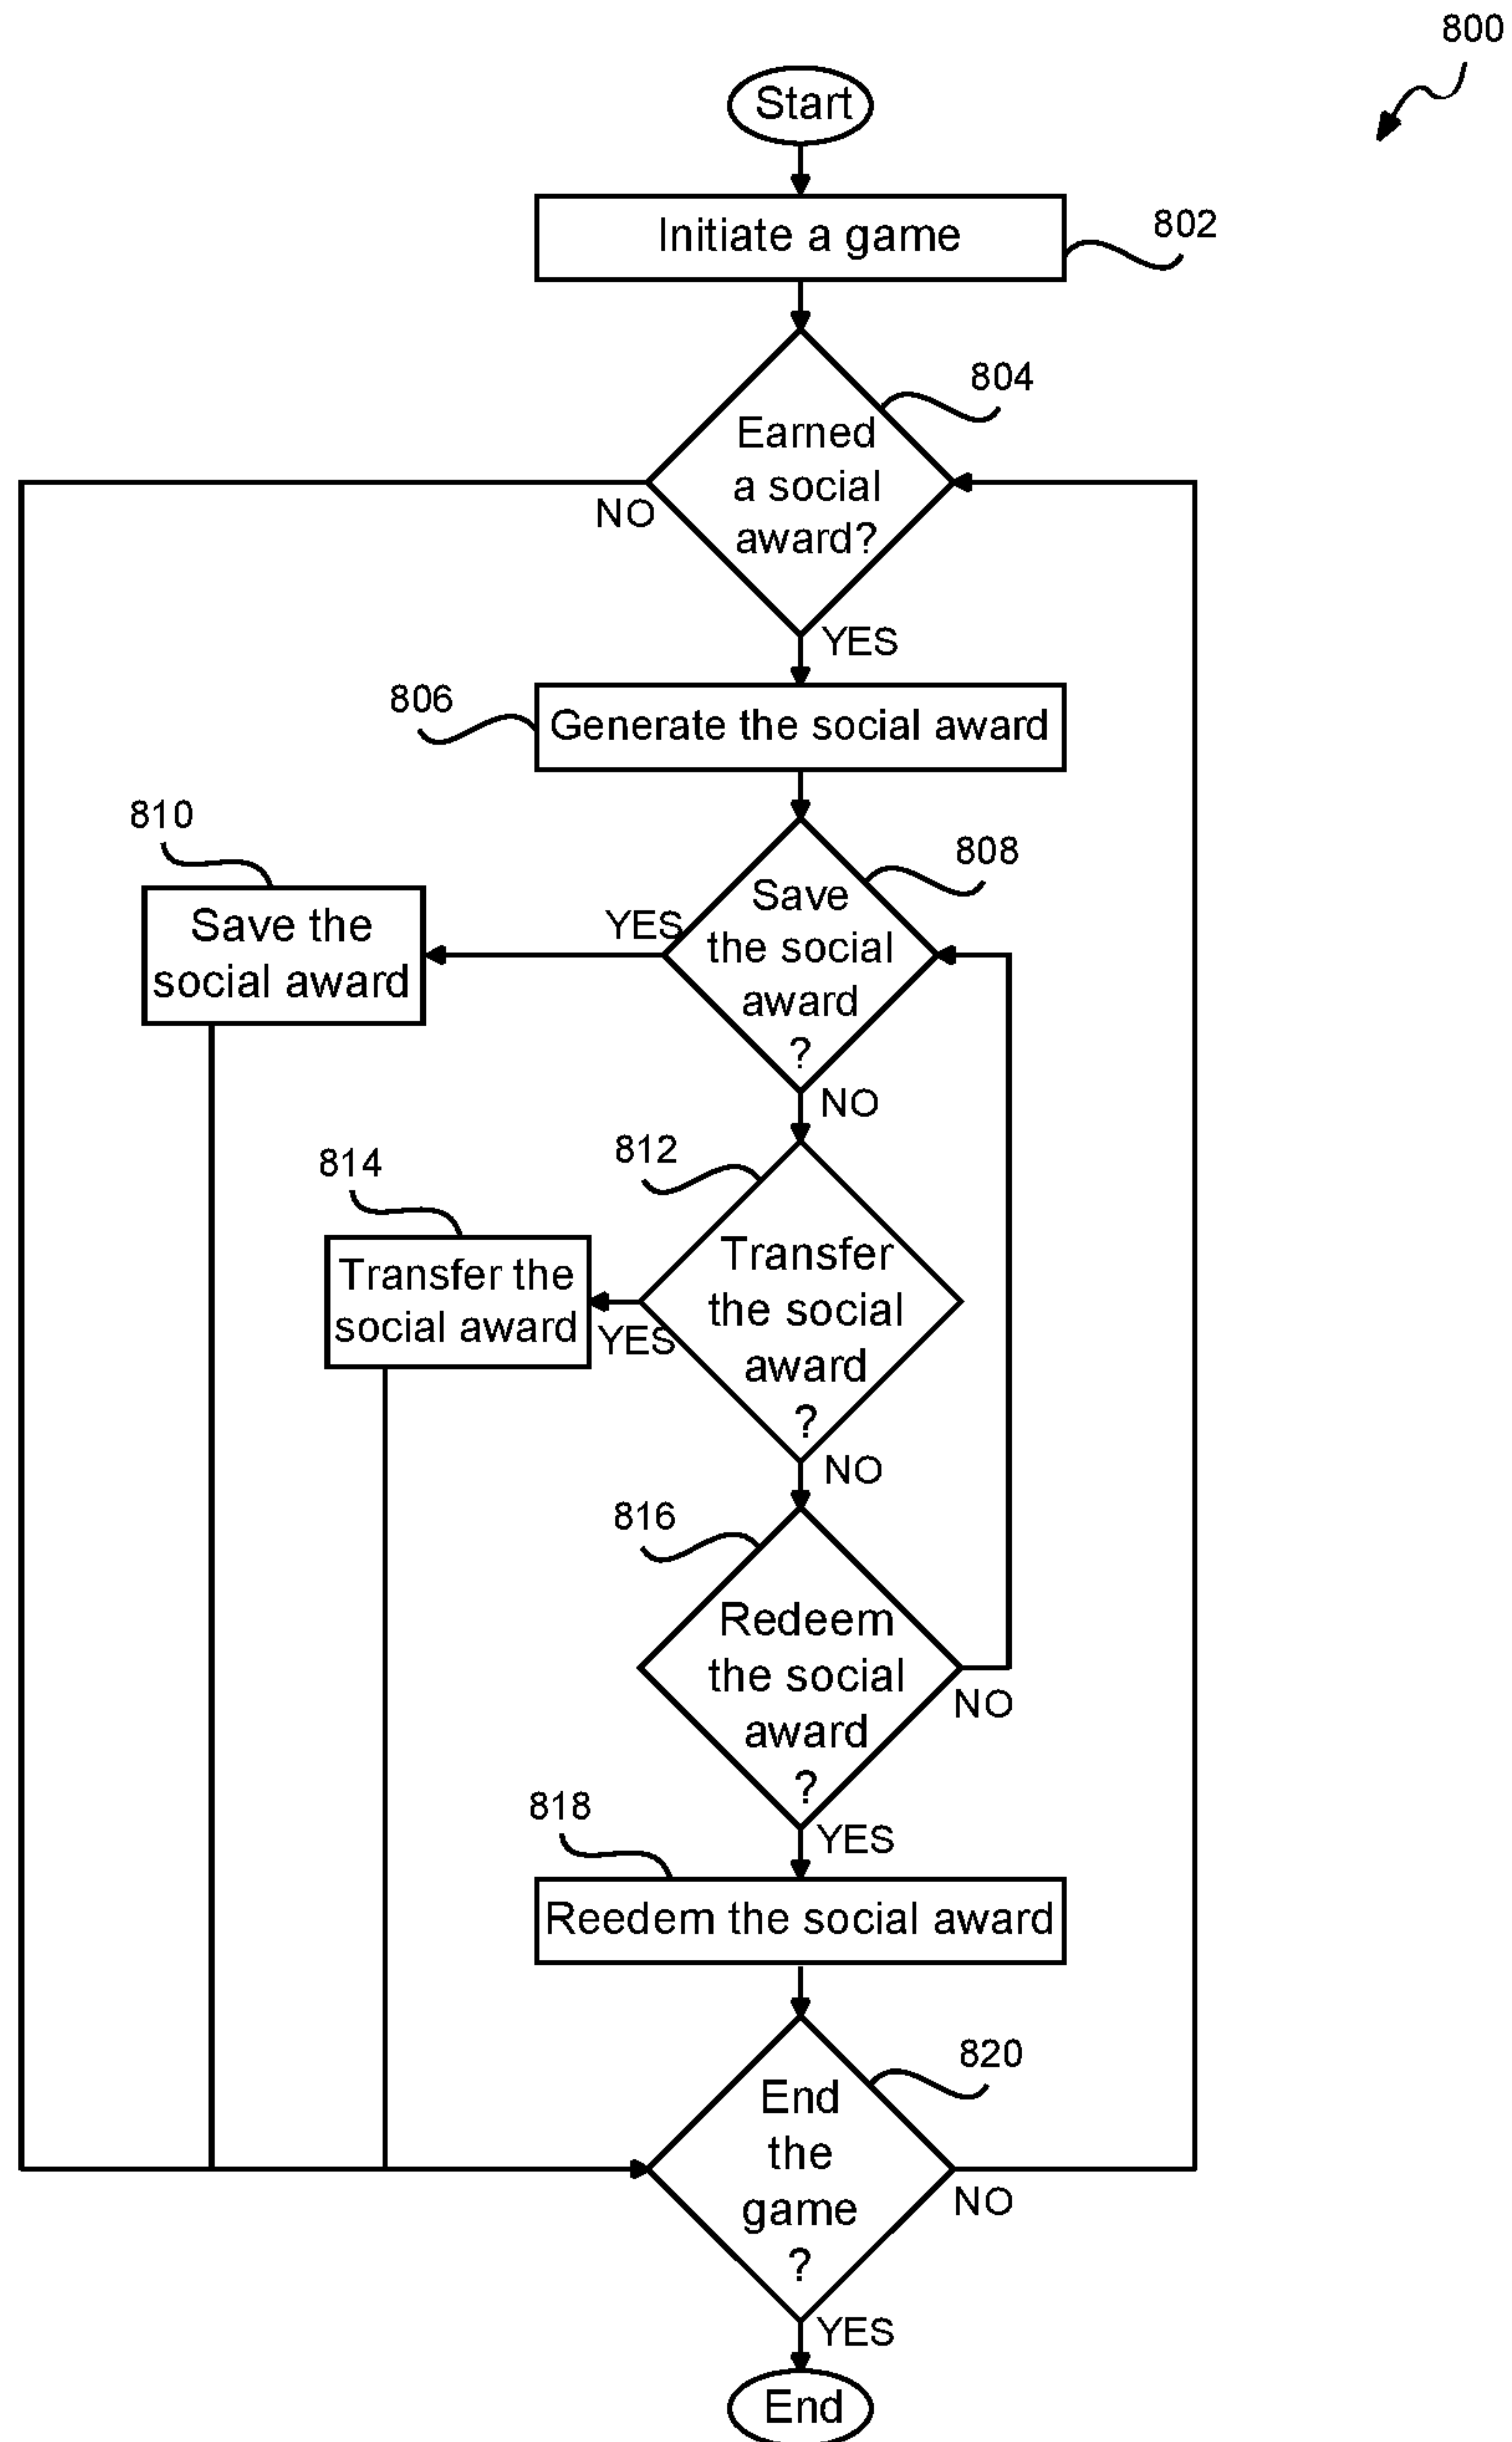 800
Start
Initiate a game
802
804
Earned
a social
award?
NO
YES
806
Generate the social award
810
808
Save the
social award
YES
Save
the social
award
?
NO
812
814
Transfer the
social award
YES
Transfer
the social
award
?
NO
816
Redeem
the social
award
?
NO
818
YES
Reedem the social award
820
End
the
game
?
NO
YES
End